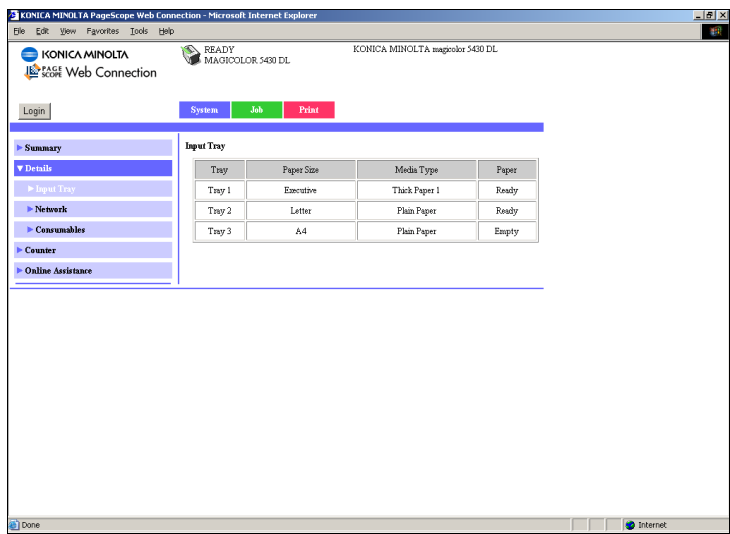 KONICA MINOLTA PageScope Web Connection - Microsoft Internet Explorer
File Edit View Favorites Tools Help
KONICA MINOLTA
PAGE SCOPE Web Connection
READY
MAGICOLOR 5430 DL
KONICA MINOLTA magicolor 5430 DL
Login
System Job Print
Summary
Details
Input Tray
Network
Consumables
Counter
Online Assistance
Input Tray
Tray Paper Size Media Type Paper
Tray 1 Executive Thick Paper 1 Ready
Tray 2 Letter Plain Paper Ready
Tray 3 A4 Plain Paper Empty
Done
Internet